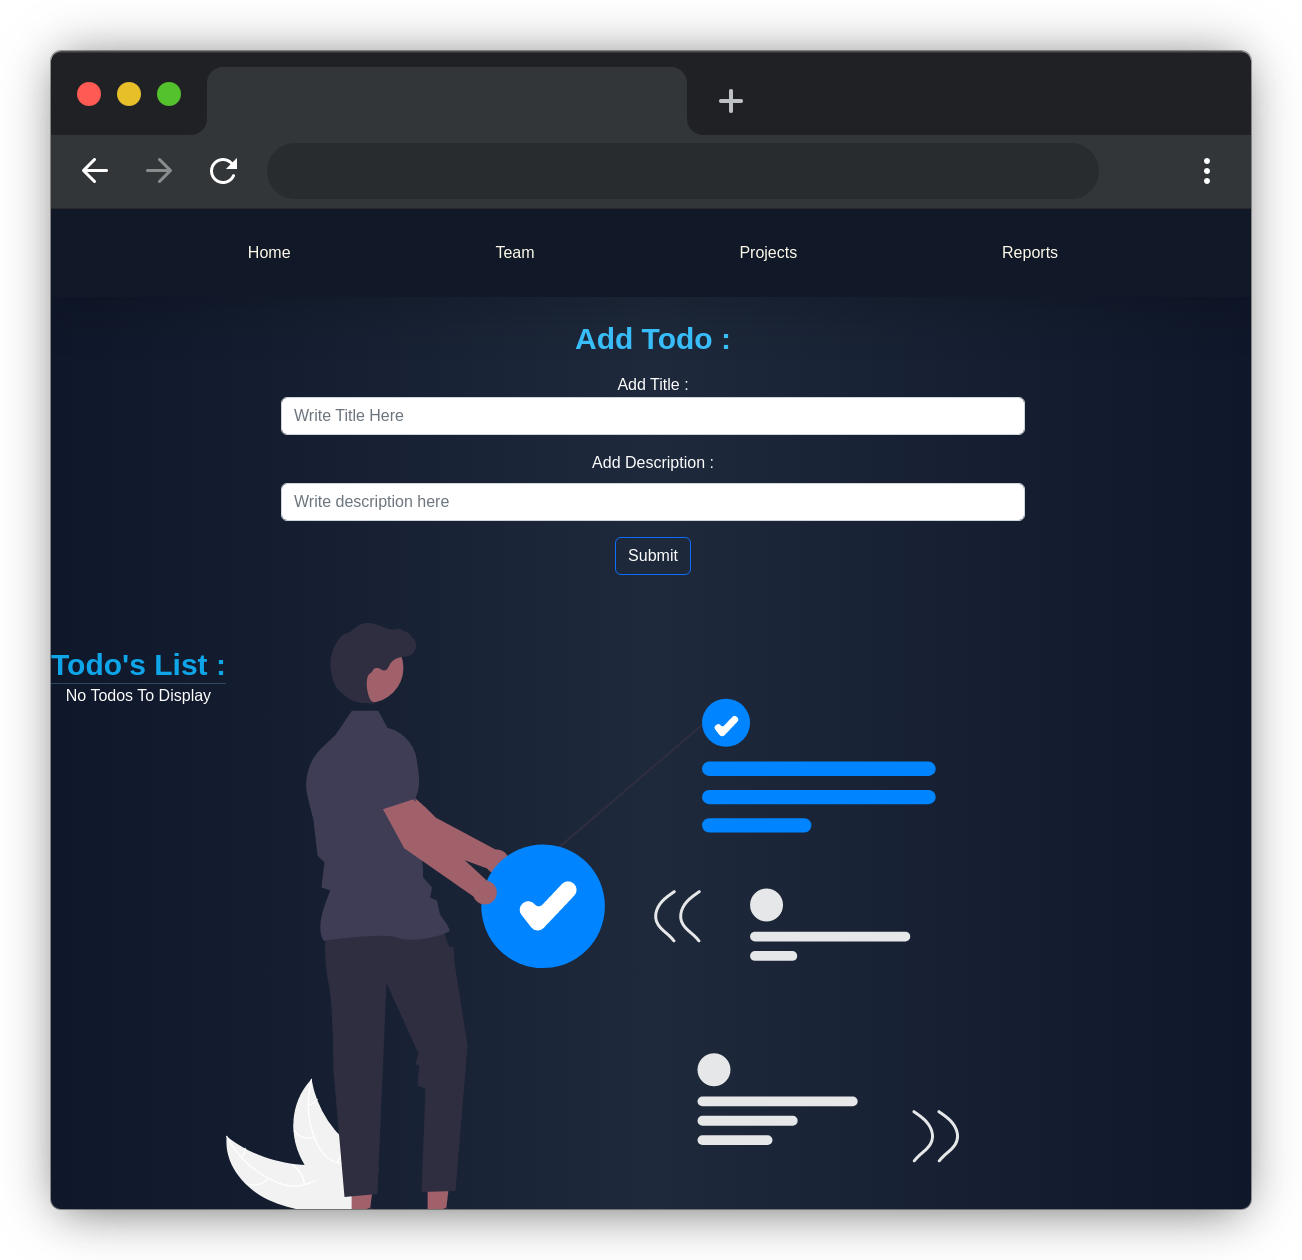 Home
Team
Projects
Reports
Add Todo :
Add Title :
Write Title Here
Add Description :
Write description here
Submit
Todo's List :
No Todos To Display